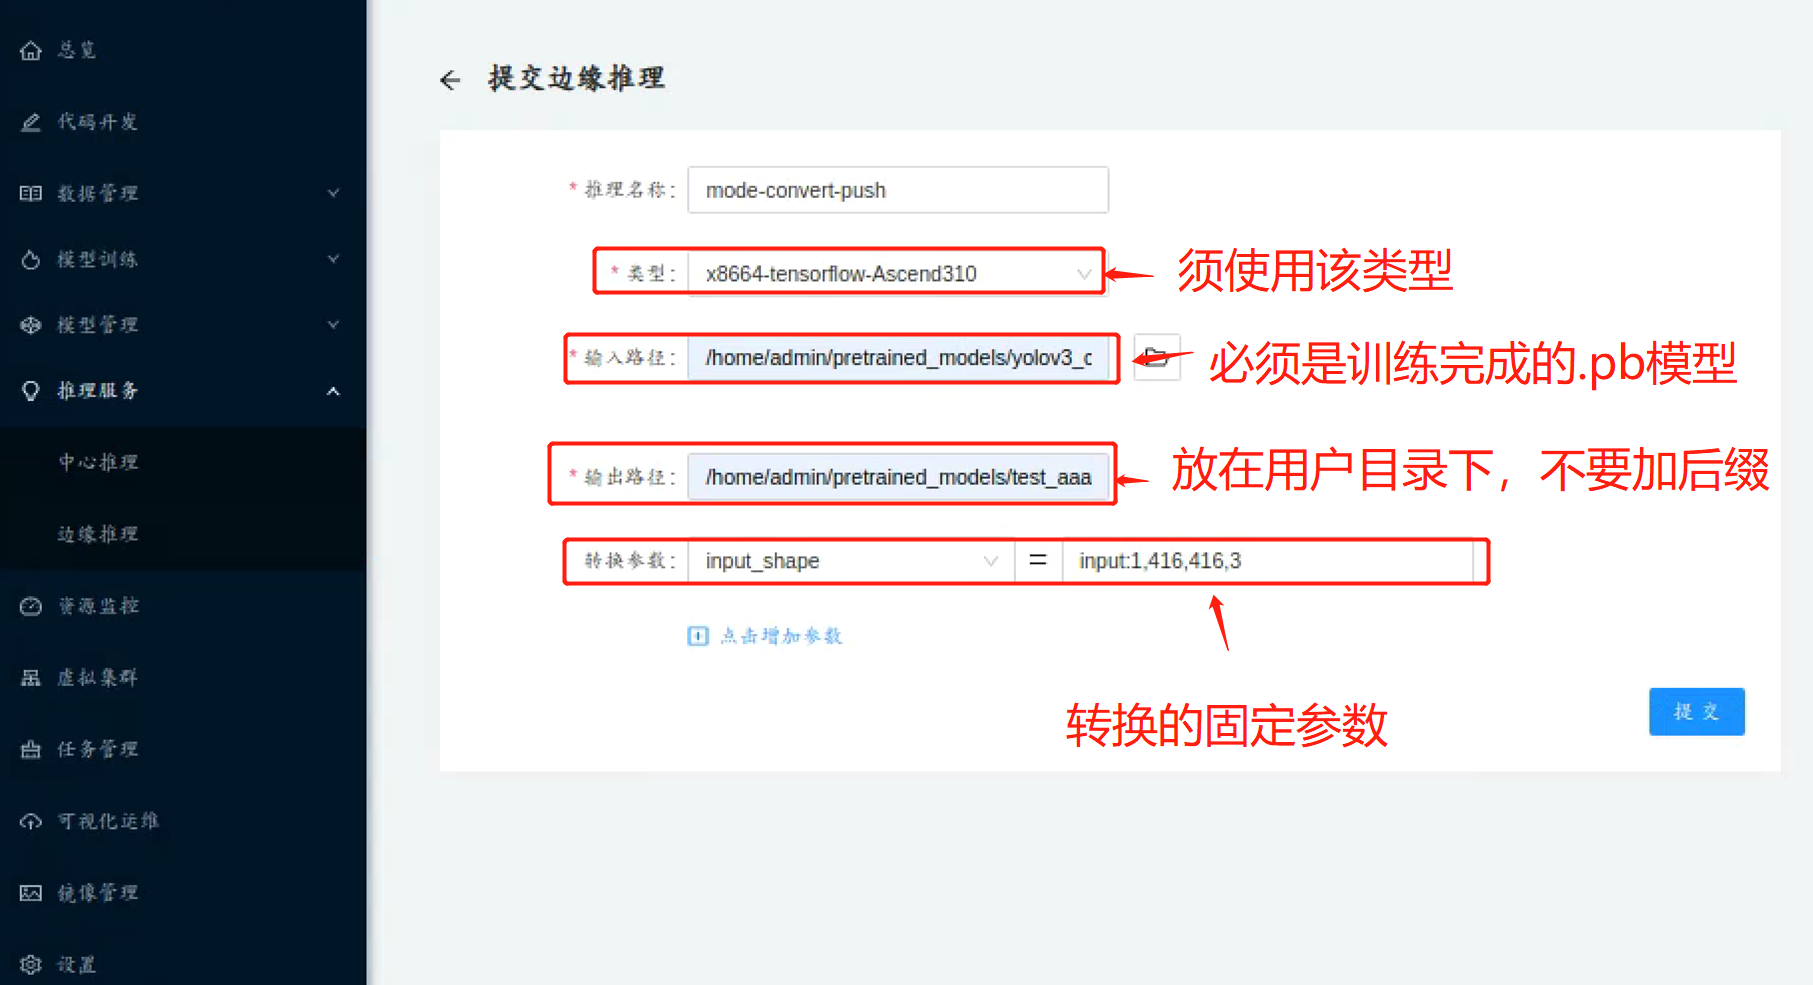 总览
代码开发
数据管理
模型训练
模型管理
推理服务
中心推理
边缘推理
资源监控
虚拟集群
任务管理
可视化运维
镜像管理
设置
提交边缘推理
* 推理名称: mode-convert-push
* 类型: x8664-tensorflow-Ascend310 须使用该类型
* 输入路径: /home/admin/pretrained_models/yolov3_c 必须是训练完成的.pb模型
* 输出路径: /home/admin/pretrained_models/test_aaa 放在用户目录下，不要加后缀
转换参数: input_shape = input:1,416,416,3
点击增加参数
转换的固定参数
提 交